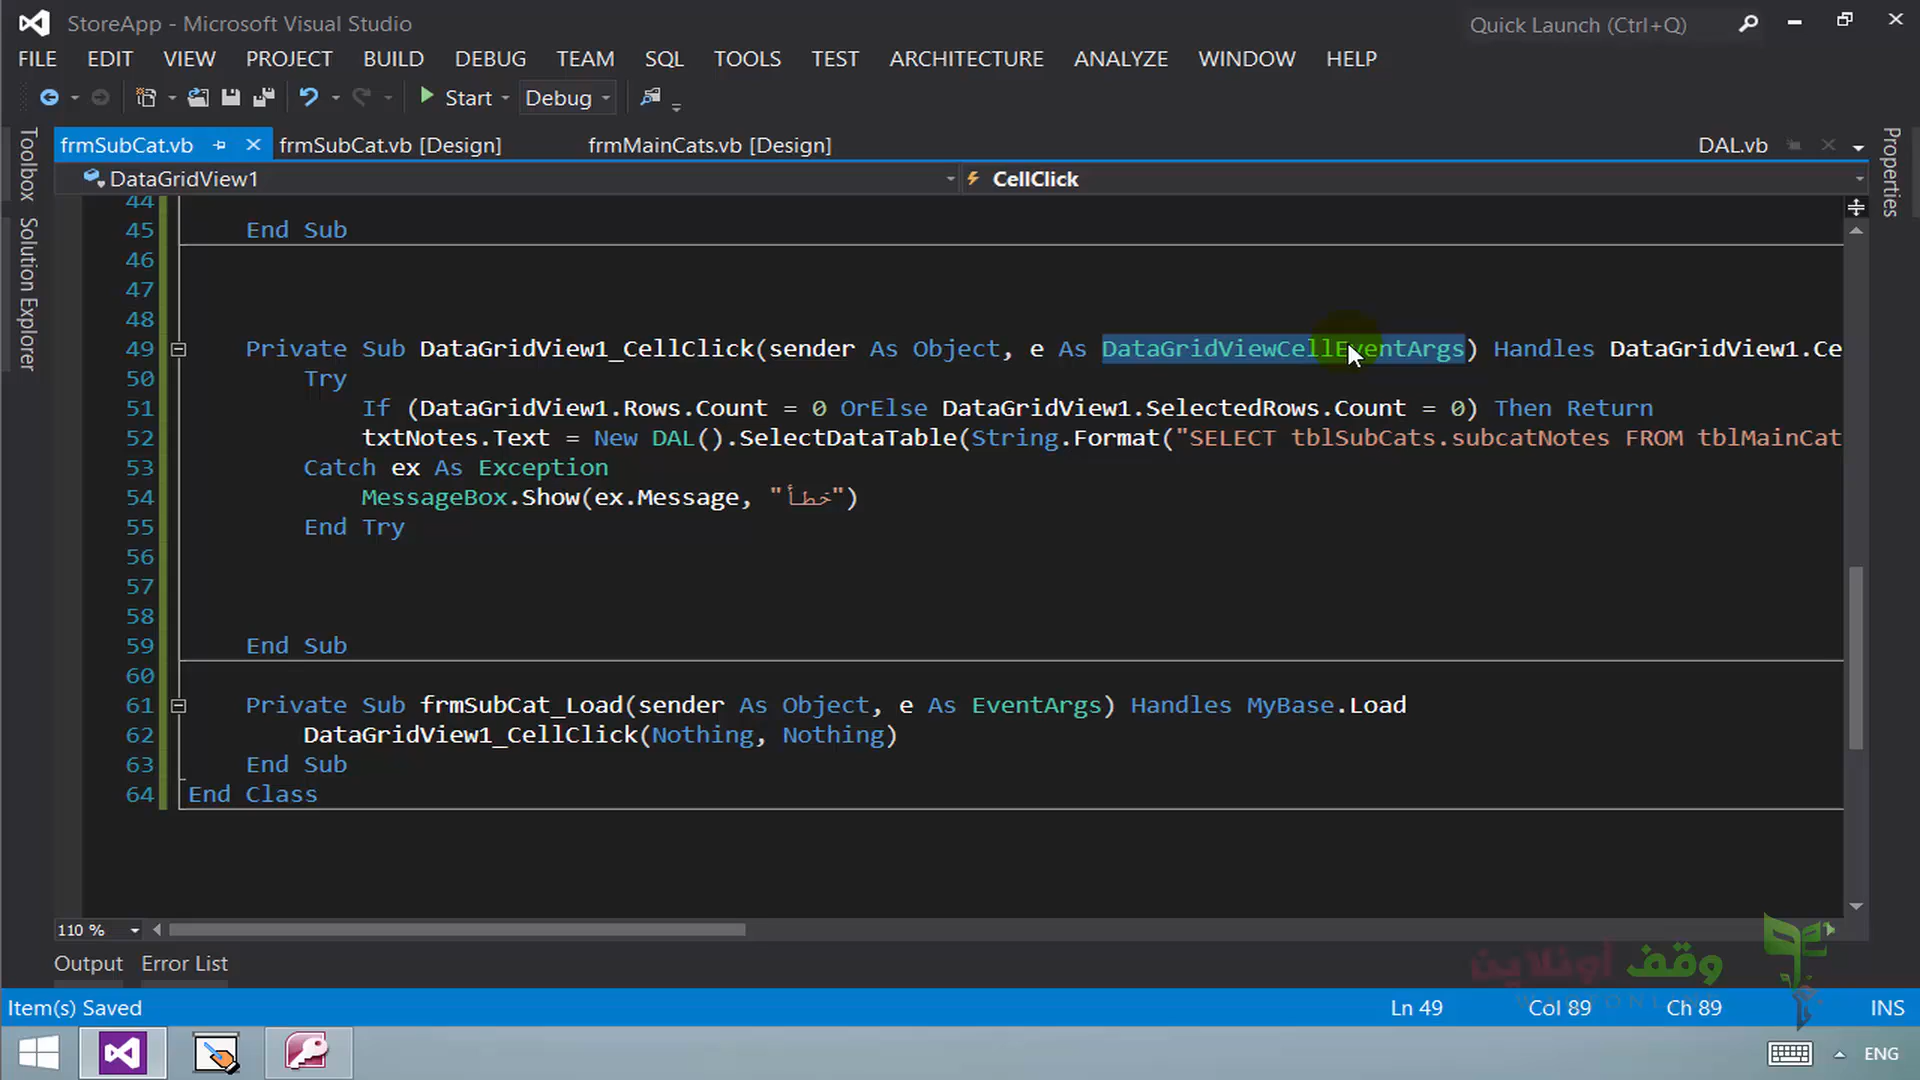 StoreApp - Microsoft Visual Studio
Quick Launch (Ctrl+Q)
FILE EDIT VIEW PROJECT BUILD DEBUG TEAM SQL TOOLS TEST ARCHITECTURE ANALYZE WINDOW HELP
Start Debug
frmSubCat.vb frmSubCat.vb [Design] frmMainCats.vb [Design] DAL.vb
DataGridView1 CellClick
Toolbox
Solution Explorer
Properties
44
45 End Sub
46
47
48
49 Private Sub DataGridView1_CellClick(sender As Object, e As DataGridViewCellEventArgs) Handles DataGridView1.Ce
50 Try
51 If (DataGridView1.Rows.Count = 0 OrElse DataGridView1.SelectedRows.Count = 0) Then Return
52 txtNotes.Text = New DAL().SelectDataTable(String.Format("SELECT tblSubCats.subcatNotes FROM tblMainCat
53 Catch ex As Exception
54 MessageBox.Show(ex.Message, "خطأ")
55 End Try
56
57
58
59 End Sub
60
61 Private Sub frmSubCat_Load(sender As Object, e As EventArgs) Handles MyBase.Load
62 DataGridView1_CellClick(Nothing, Nothing)
63 End Sub
64 End Class
110 %
Output Error List
وقف أونلاين
Item(s) Saved Ln 49 Col 89 Ch 89 INS
ENG